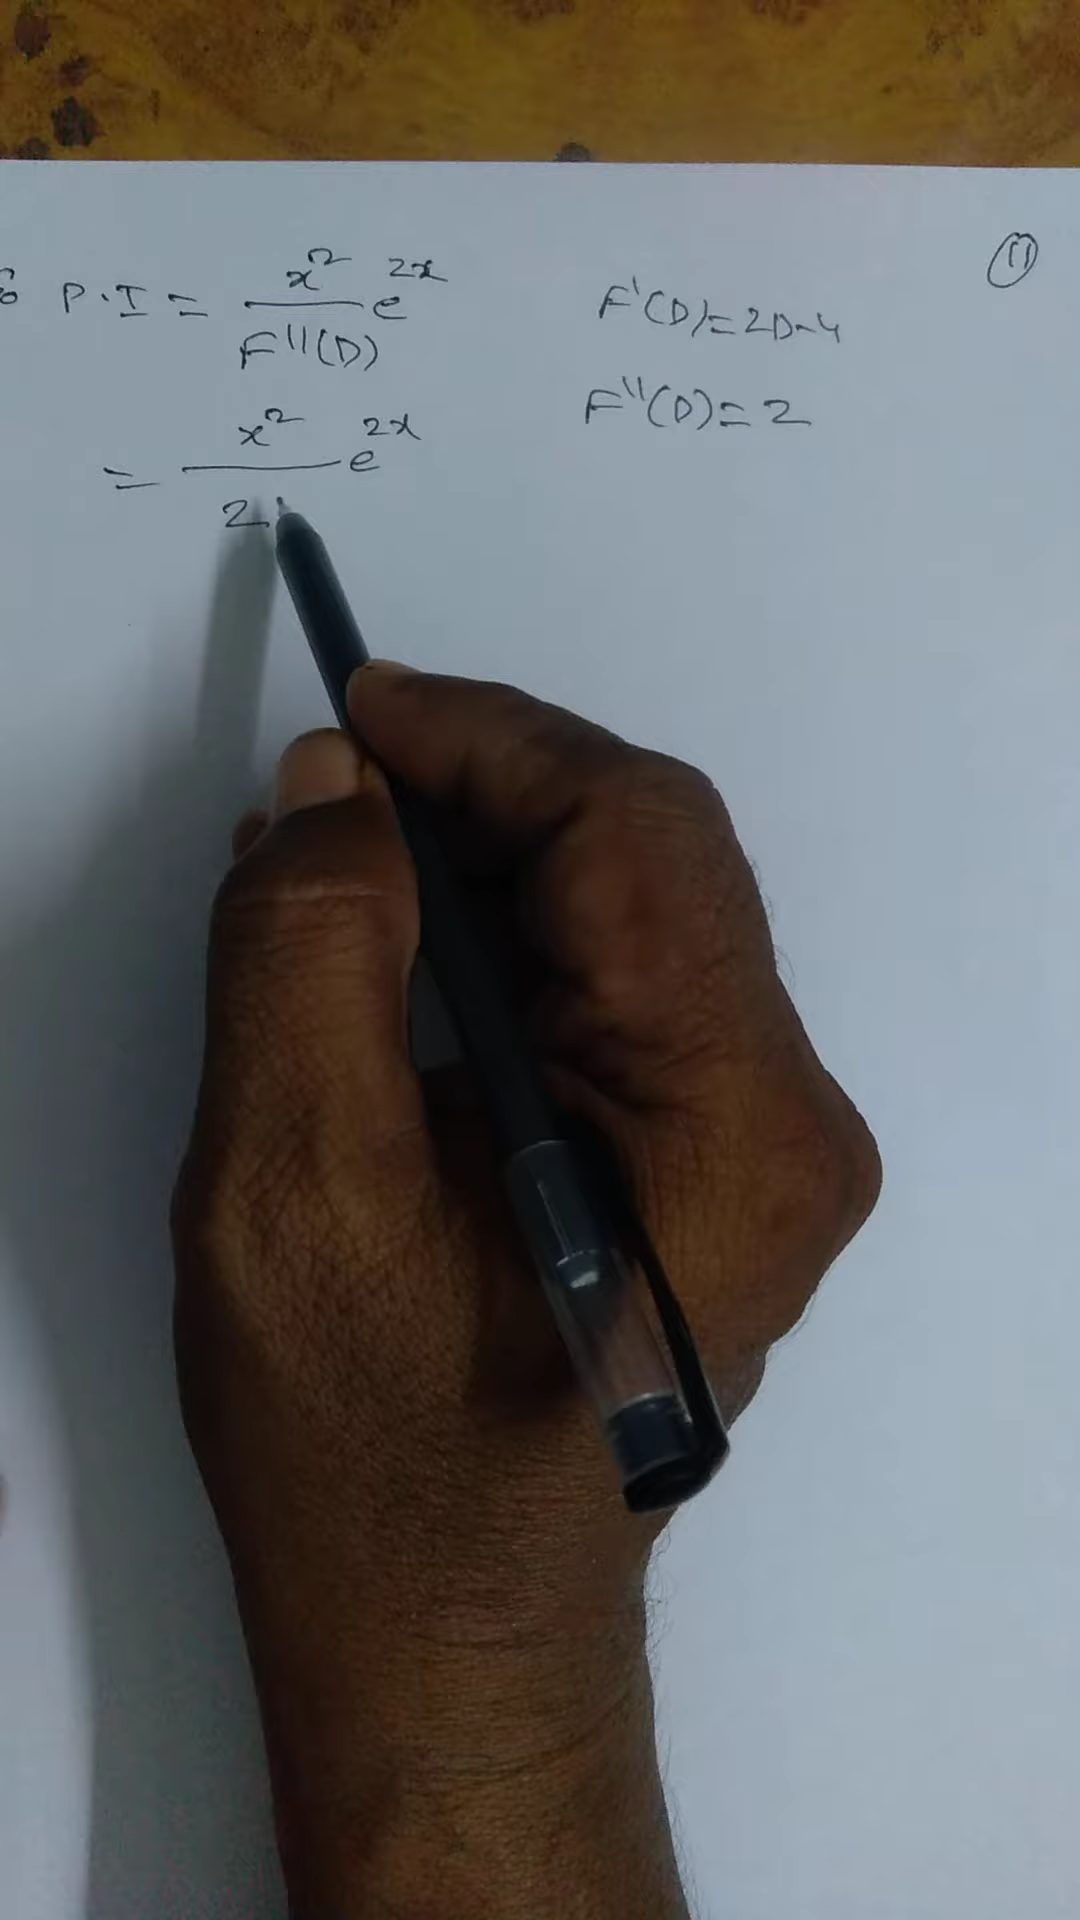 ⑪
P.I = x²/F''(D) e^2x
F'(D)=2D-4
F''(D)=2
= x²/2 e^2x